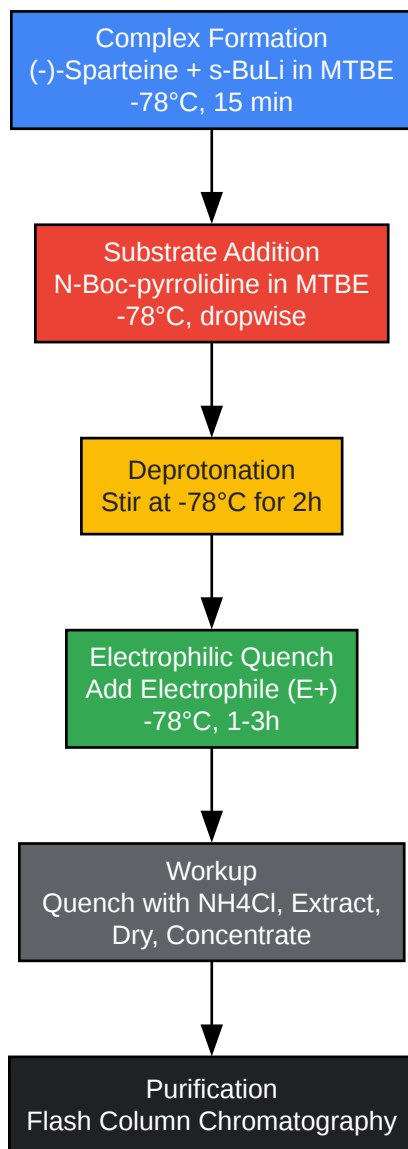 Complex Formation
(-)-Sparteine + s-BuLi in MTBE
-78°C, 15 min
Substrate Addition
N-Boc-pyrrolidine in MTBE
-78°C, dropwise
Deprotonation
Stir at -78°C for 2h
Electrophilic Quench
Add Electrophile (E+)
-78°C, 1-3h
Workup
Quench with NH4Cl, Extract,
Dry, Concentrate
Purification
Flash Column Chromatography